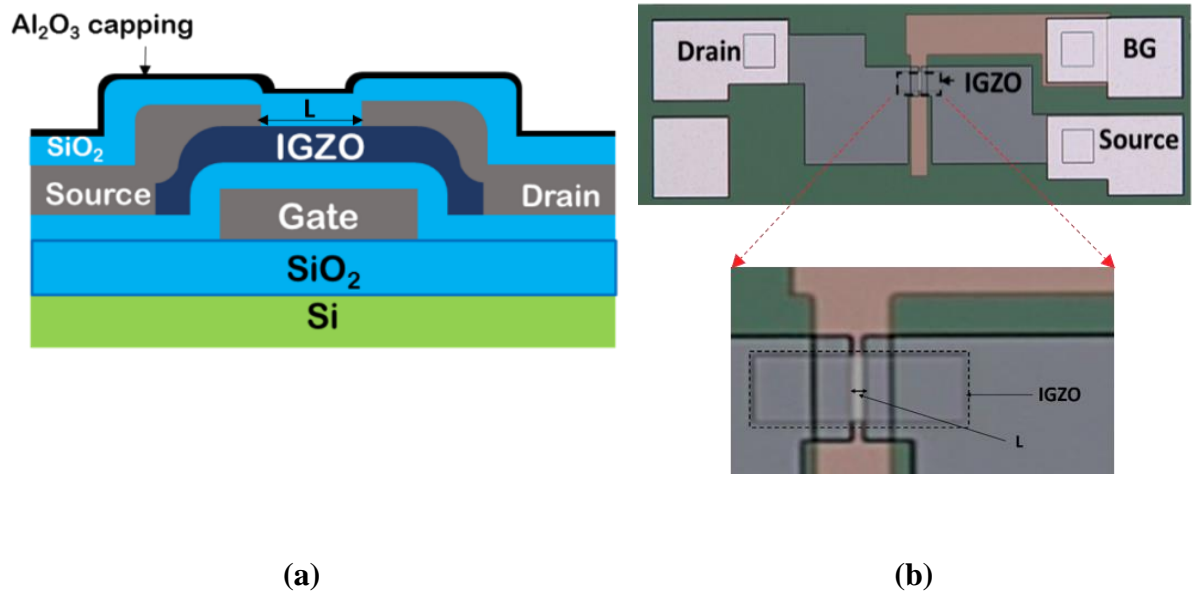 Al₂O₃ capping
L
SiO₂
IGZO
Source
Drain
Gate
SiO₂
Si
(a)
Drain
BG
IGZO
Source
IGZO
L
(b)